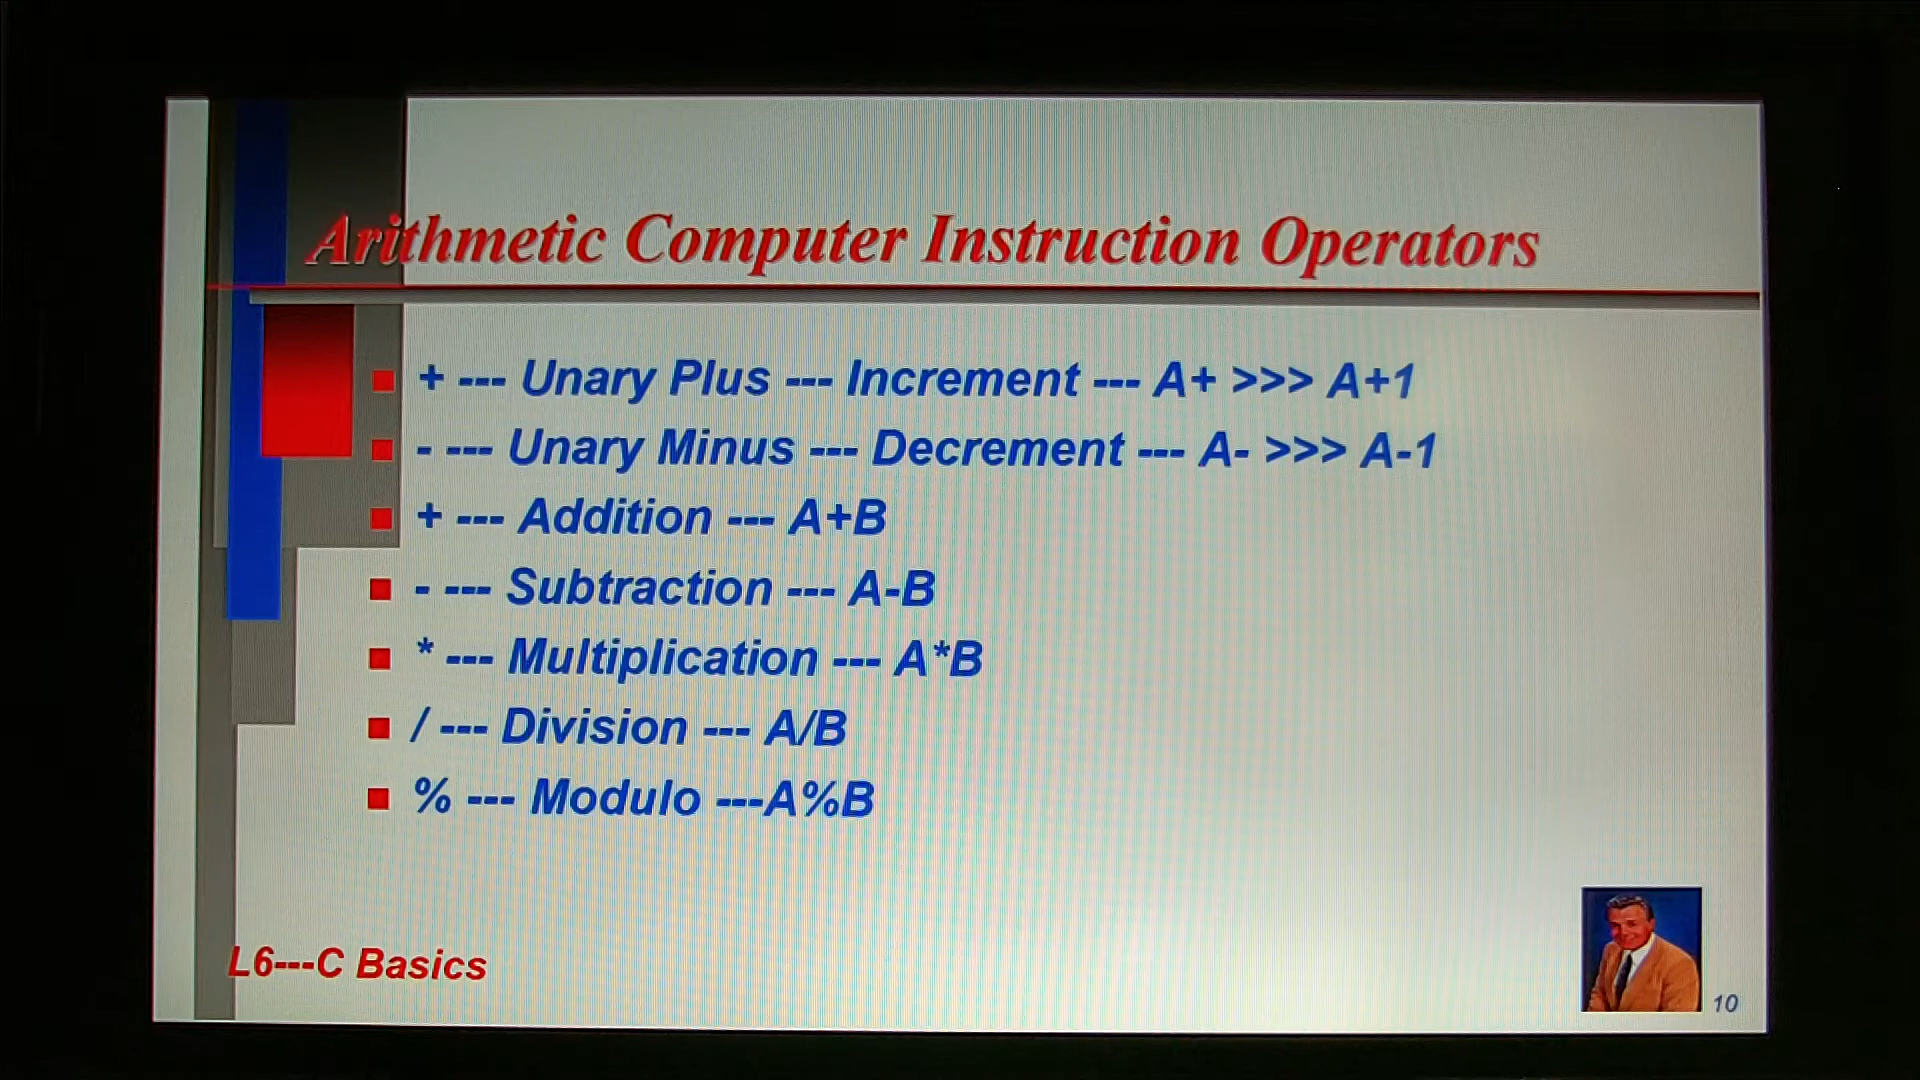 Arithmetic Computer Instruction Operators
+ --- Unary Plus --- Increment --- A+ >>> A+1
- --- Unary Minus --- Decrement --- A- >>> A-1
+ --- Addition --- A+B
- --- Subtraction --- A-B
* --- Multiplication --- A*B
/ --- Division --- A/B
% --- Modulo ---A%B
L6---C Basics
10